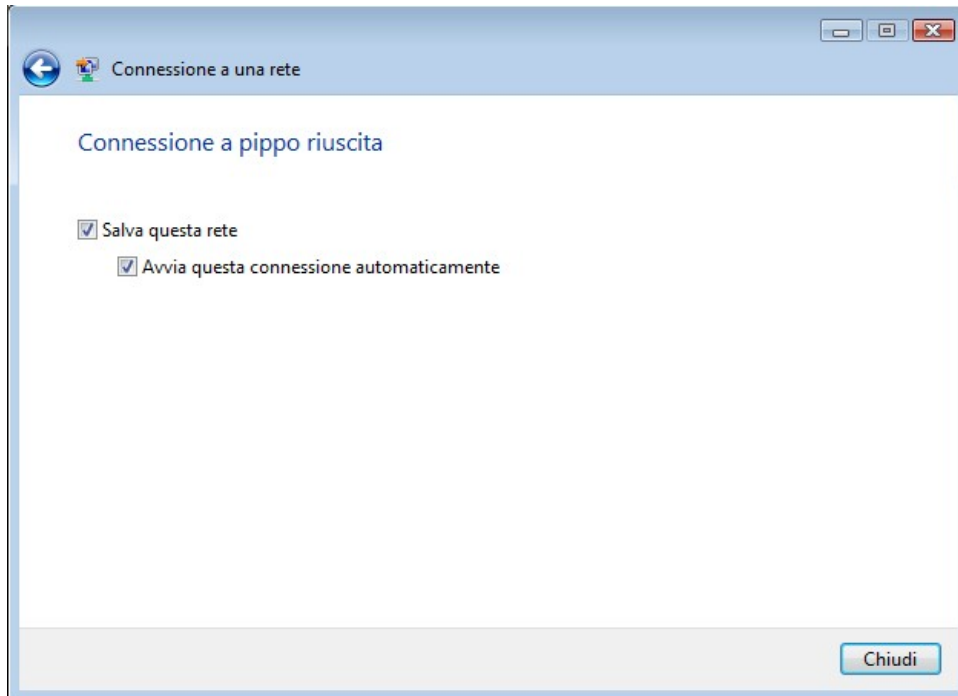 Connessione a una rete
Connessione a pippo riuscita
Salva questa rete
Avvia questa connessione automaticamente
Chiudi